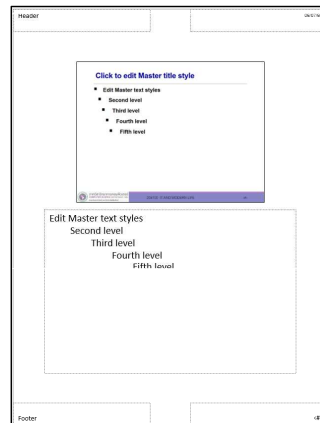 Header
Click to edit Master title style
Edit Master text styles
Second level
Third level
Fourth level
Fifth level
Edit Master text styles
Second level
Third level
Fourth level
Fifth level
Footer
‹#